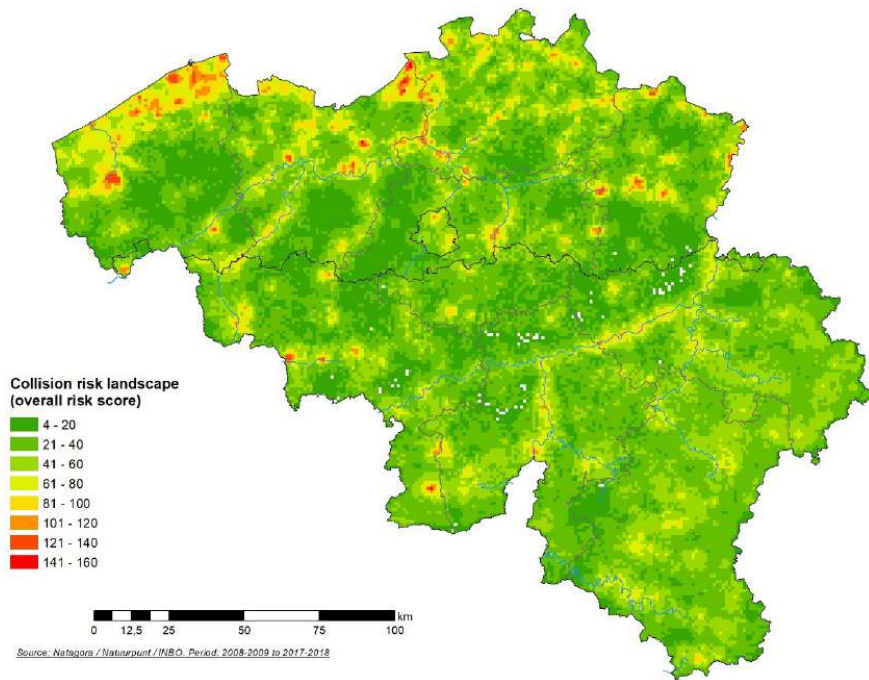 Collision risk landscape
(overall risk score)
4 - 20
21 - 40
41 - 60
61 - 80
81 - 100
101 - 120
121 - 140
141 - 160
km
0 12.5 25 50 75 100
Source: Natagora / Natuurpunt / INBO. Period: 2008-2009 to 2017-2018